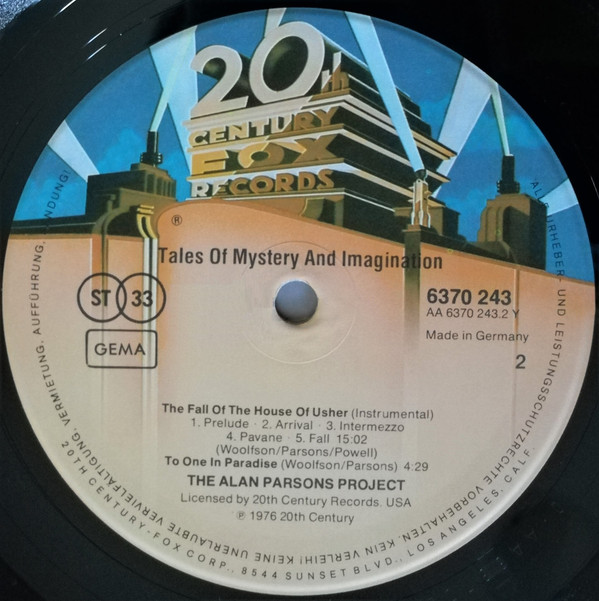 20th
CENTURY
FOX
RECORDS
®
Tales Of Mystery And Imagination
ST 33
GEMA
6370 243
AA 6370 243.2 Y
Made in Germany
2
The Fall Of The House Of Usher (Instrumental)
1. Prelude · 2. Arrival · 3. Intermezzo
4. Pavane · 5. Fall 15:02
(Woolfson/Parsons/Powell)
To One In Paradise (Woolfson/Parsons) 4:29
THE ALAN PARSONS PROJECT
Licensed by 20th Century Records. USA
℗ 1976 20th Century
ALLE URHEBER- UND LEISTUNGSSCHUTZRECHTE VORBEHALTEN. KEIN VERLEIH! KEINE UNERLAUBTE VERVIELFÄLTIGUNG, VERMIETUNG, AUFFÜHRUNG, SENDUNG!
20TH CENTURY-FOX CORP., 8544 SUNSET BLVD., LOS ANGELES, CALF.